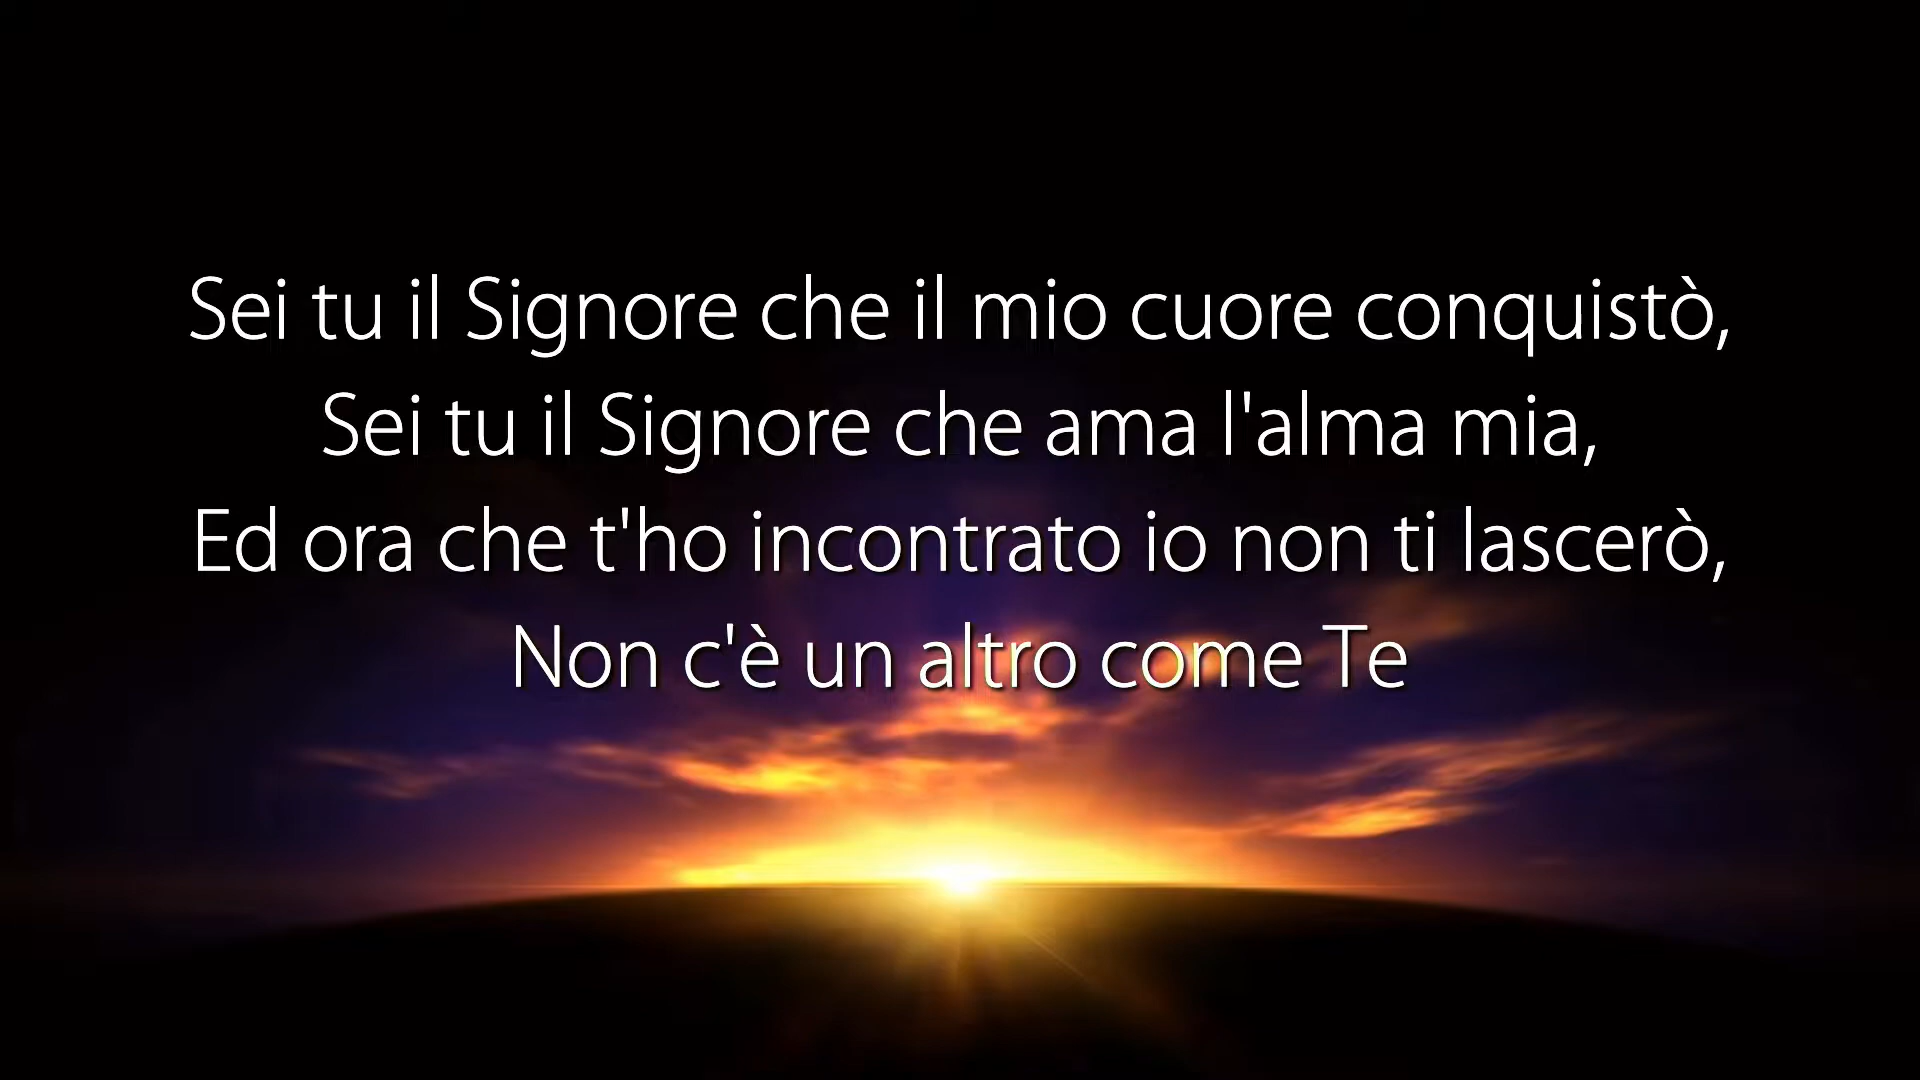 Sei tu il Signore che il mio cuore conquistò,
Sei tu il Signore che ama l'alma mia,
Ed ora che t'ho incontrato io non ti lascerò,
Non c'è un altro come Te